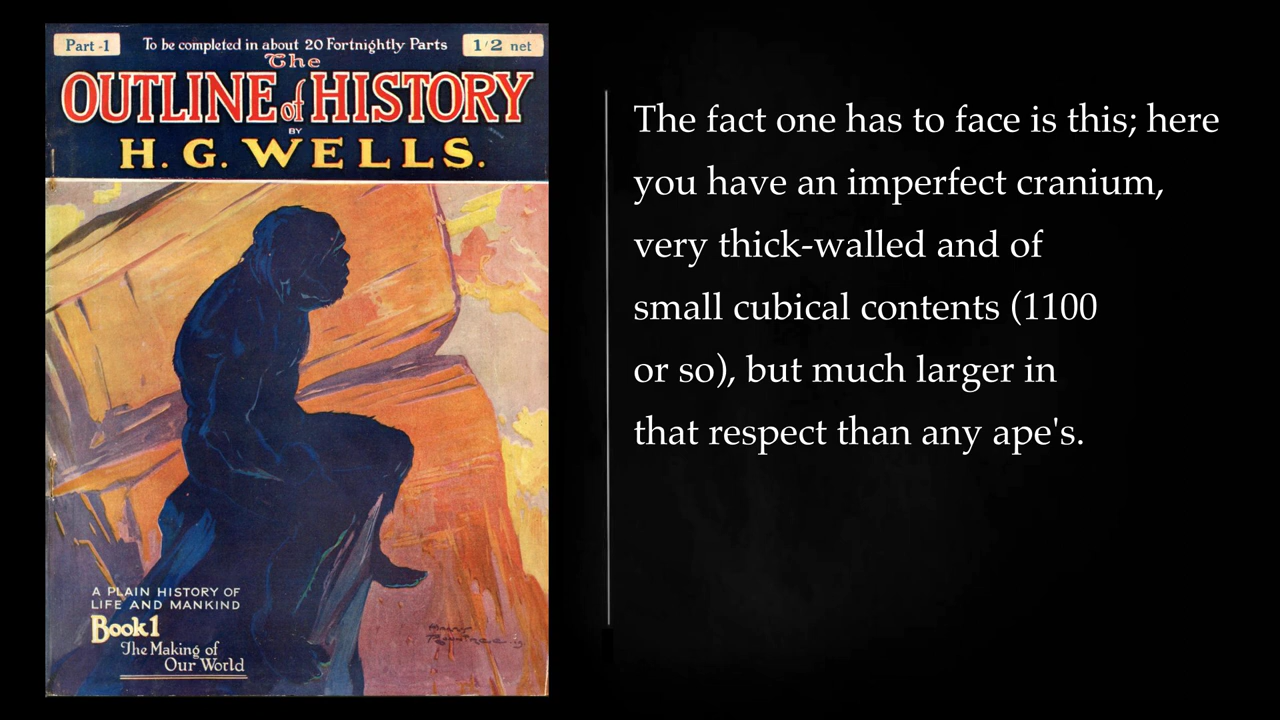 Part -1
To be completed in about 20 Fortnightly Parts
1/2 net
The
OUTLINE of HISTORY
BY
H. G. WELLS.
A PLAIN HISTORY OF
LIFE AND MANKIND
Book 1
The Making of
Our World
The fact one has to face is this; here
you have an imperfect cranium,
very thick-walled and of
small cubical contents (1100
or so), but much larger in
that respect than any ape's.